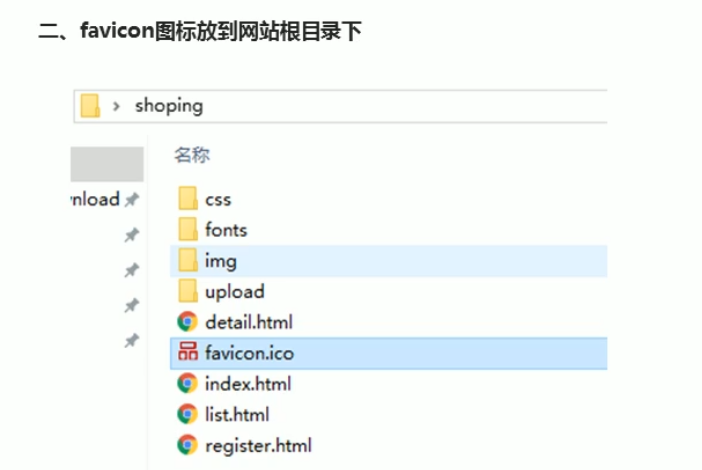 二、favicon图标放到网站根目录下
shoping
名称
nload
css
fonts
img
upload
detail.html
favicon.ico
index.html
list.html
register.html